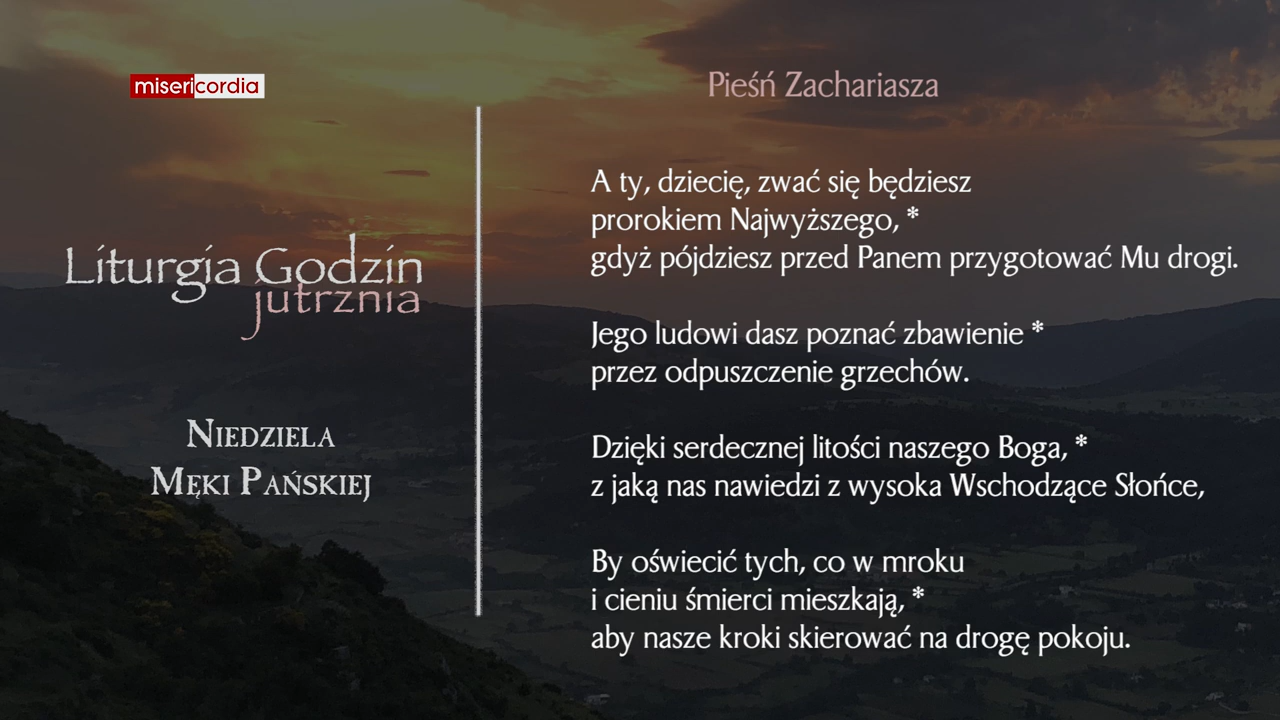 misericordia
Liturgia Godzin
jutrznia
Niedziela
Męki Pańskiej
Pieśń Zachariasza
A ty, dziecię, zwać się będziesz
prorokiem Najwyższego, *
gdyż pójdziesz przed Panem przygotować Mu drogi.
Jego ludowi dasz poznać zbawienie *
przez odpuszczenie grzechów.
Dzięki serdecznej litości naszego Boga, *
z jaką nas nawiedzi z wysoka Wschodzące Słońce,
By oświecić tych, co w mroku
i cieniu śmierci mieszkają, *
aby nasze kroki skierować na drogę pokoju.